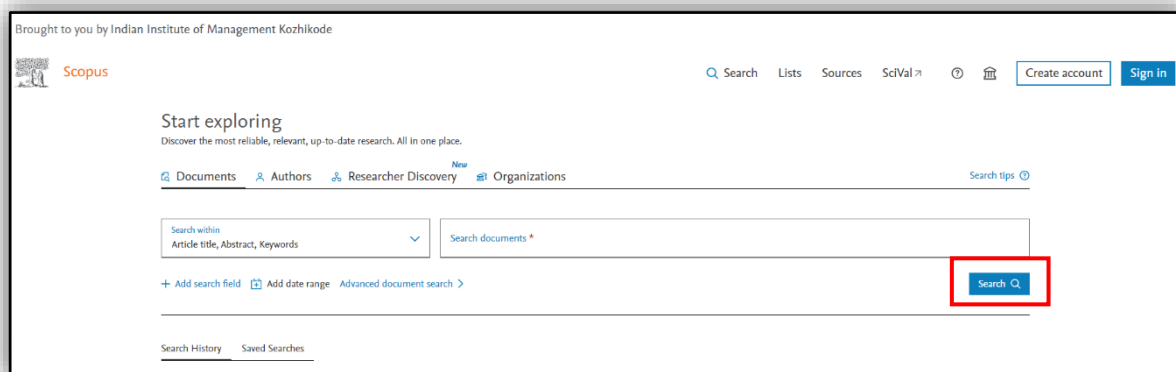 Brought to you by Indian Institute of Management Kozhikode
Scopus
Search Lists Sources SciVal Create account Sign in
Start exploring
Discover the most reliable, relevant, up-to-date research. All in one place.
New
Documents Authors Researcher Discovery Organizations Search tips
Search within
Article title, Abstract, Keywords
Search documents *
+ Add search field Add date range Advanced document search >
Search
Search History Saved Searches